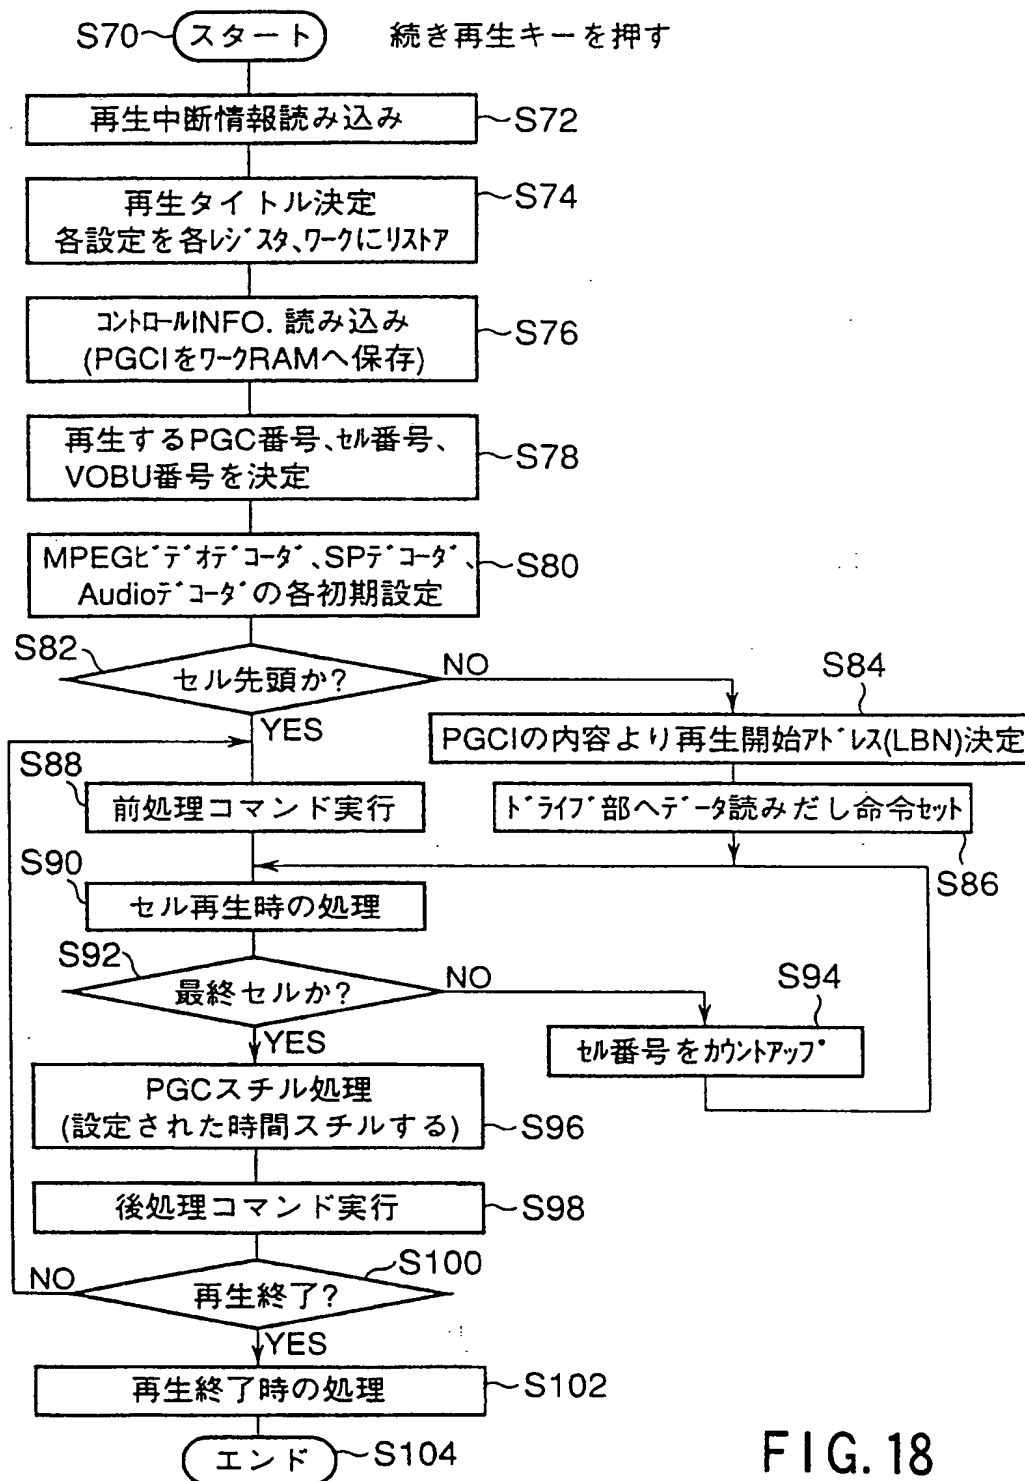 S70 スタート 続き再生キーを押す
再生中断情報読み込み S72
S74
再生タイトル決定
各設定を各レジスタ、ワークにリストア
コントロールINFO. 読み込み
(PGCIをワークRAMへ保存)
S76
再生するPGC番号、セル番号、
VOBU番号を決定
S78
MPEGビデオデコーダ、SPデコーダ、
Audioデコーダの各初期設定
S80
S82
セル先頭か?
NO
YES
S84
PGCIの内容より再生開始アドレス(LBN)決定
S88
前処理コマンド実行
ドライブ部へデータ読みだし命令セット
S86
S90
セル再生時の処理
S92
最終セルか?
NO
YES
S94
セル番号をカウントアップ
PGCスチル処理
(設定された時間スチルする)
S96
後処理コマンド実行 S98
S100
再生終了?
NO
YES
再生終了時の処理 S102
エンド S104
FIG. 18